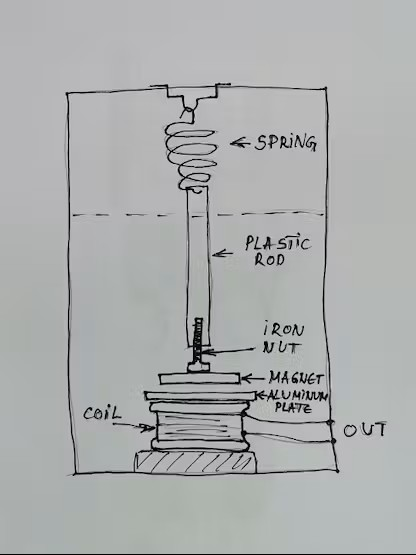 SPRING
PLASTIC
ROD
IRON
NUT
MAGNET
ALUMINUM
PLATE
COIL
OUT